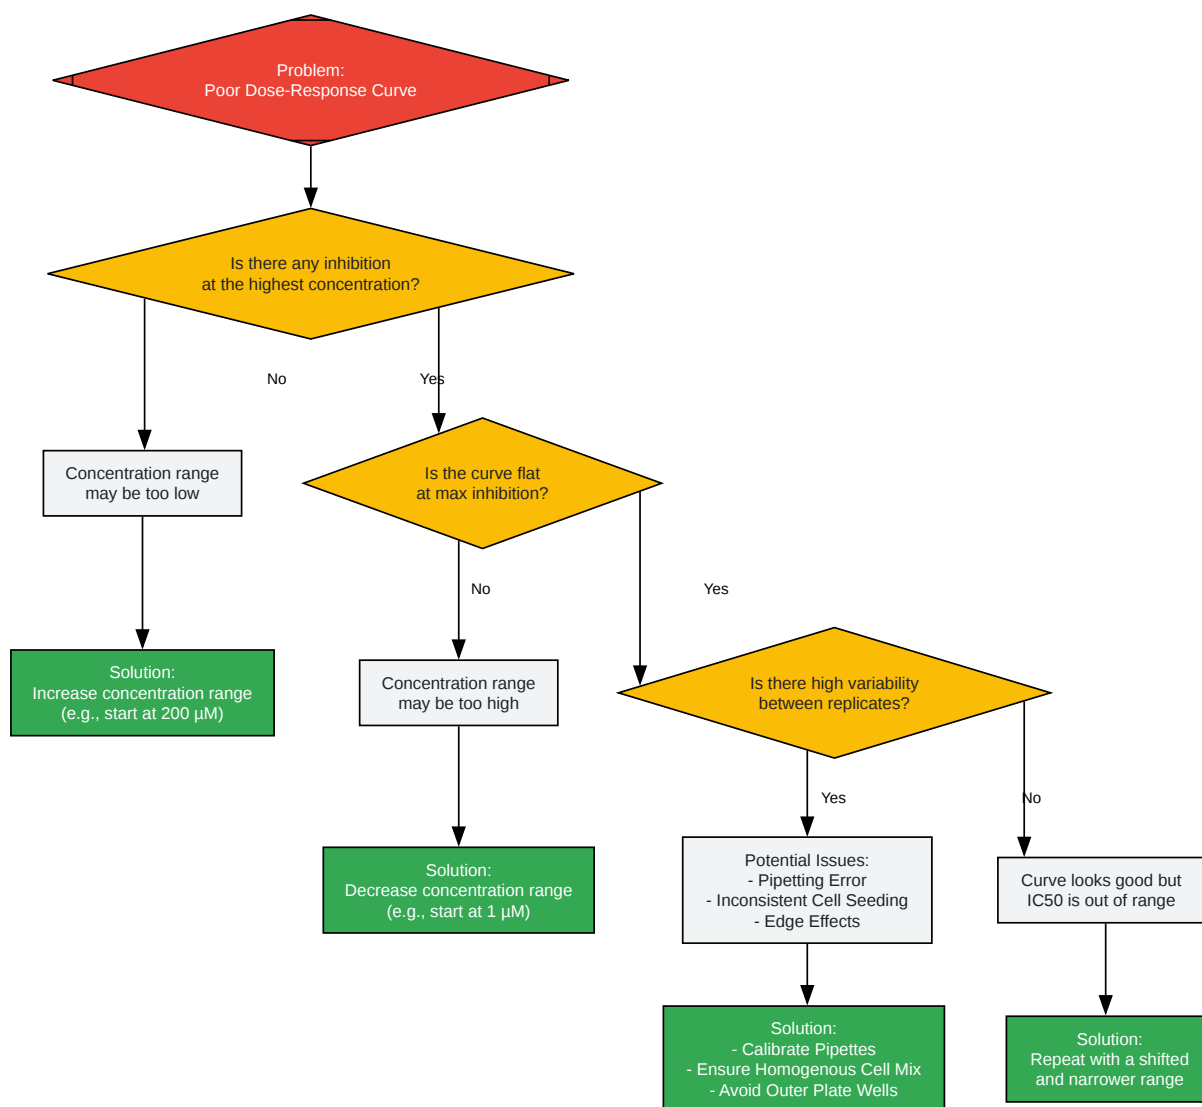 Problem:
Poor Dose-Response Curve
Is there any inhibition
at the highest concentration?
No
Yes
Concentration range
may be too low
Is the curve flat
at max inhibition?
No
Yes
Solution:
Increase concentration range
(e.g., start at 200 µM)
Concentration range
may be too high
Is there high variability
between replicates?
Yes
No
Solution:
Decrease concentration range
(e.g., start at 1 µM)
Potential Issues:
- Pipetting Error
- Inconsistent Cell Seeding
- Edge Effects
Curve looks good but
IC50 is out of range
Solution:
- Calibrate Pipettes
- Ensure Homogenous Cell Mix
- Avoid Outer Plate Wells
Solution:
Repeat with a shifted
and narrower range